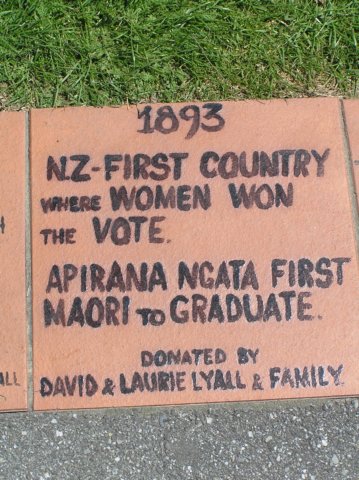 1893
NZ-FIRST COUNTRY
WHERE WOMEN WON
THE VOTE.
APIRANA NGATA FIRST
MAORI TO GRADUATE.
DONATED BY
DAVID & LAURIE LYALL & FAMILY.